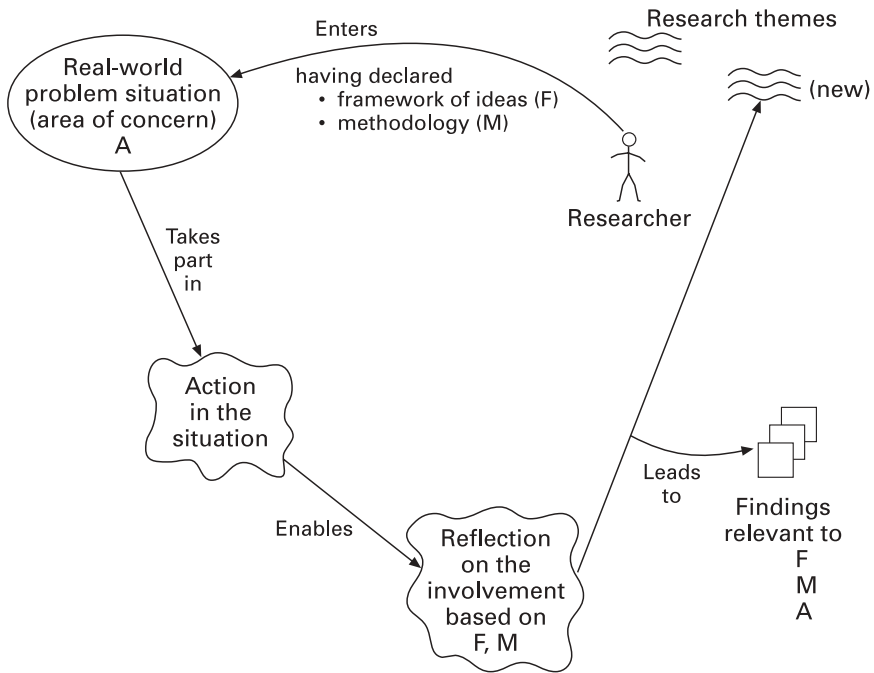 Research themes
(new)
Enters
having declared
• framework of ideas (F)
• methodology (M)
Researcher
Real-world
problem situation
(area of concern)
A
Takes
part
in
Action
in the
situation
Enables
Reflection
on the
involvement
based on
F, M
Leads
to
Findings
relevant to
F
M
A